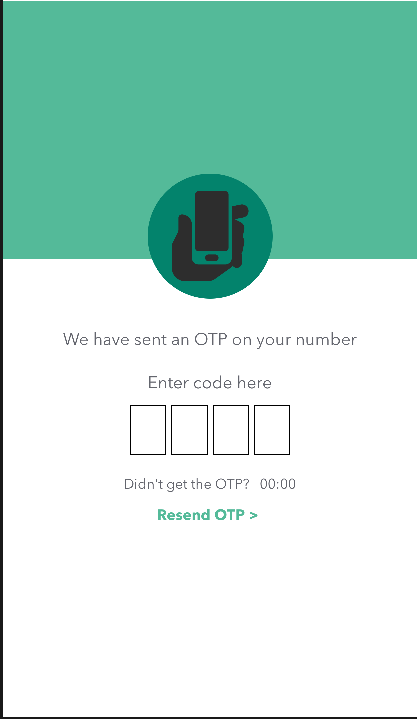 We have sent an OTP on your number
Enter code here
Didn't get the OTP? 00:00
Resend OTP >